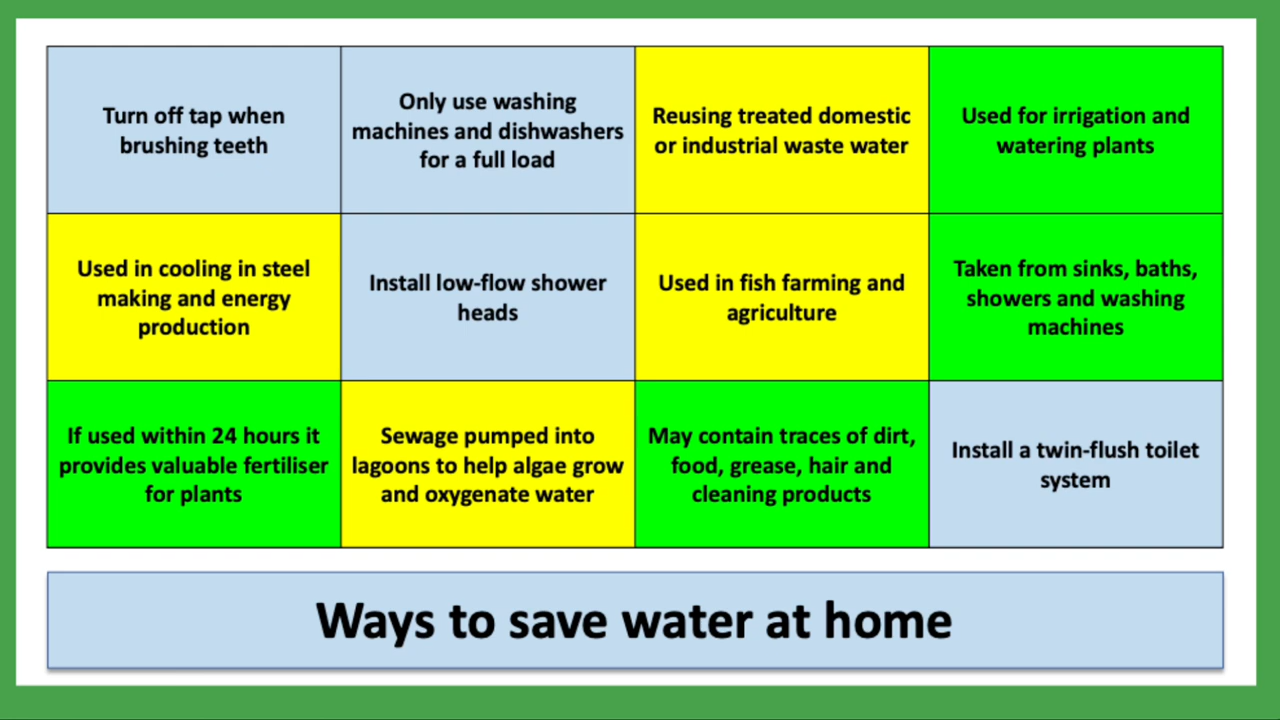 Turn off tap when
brushing teeth
Only use washing
machines and dishwashers
for a full load
Reusing treated domestic
or industrial waste water
Used for irrigation and
watering plants
Used in cooling in steel
making and energy
production
Install low-flow shower
heads
Used in fish farming and
agriculture
Taken from sinks, baths,
showers and washing
machines
If used within 24 hours it
provides valuable fertiliser
for plants
Sewage pumped into
lagoons to help algae grow
and oxygenate water
May contain traces of dirt,
food, grease, hair and
cleaning products
Install a twin-flush toilet
system
Ways to save water at home